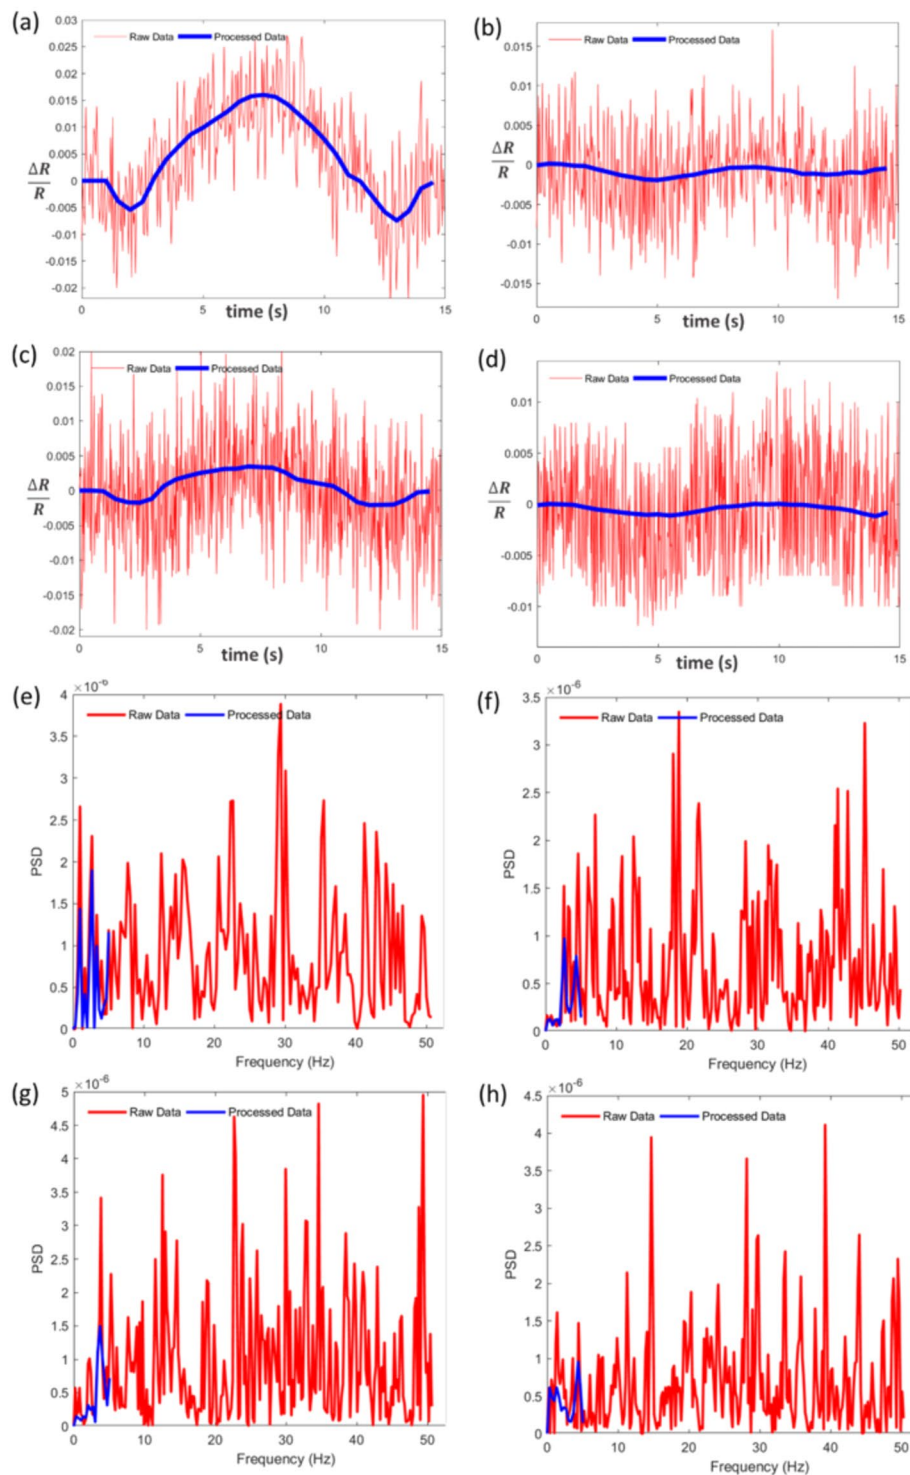 (a)
0.03
0.025
0.02
0.015
0.01
0.005
0
-0.005
-0.01
-0.015
-0.02
ΔR
R
Raw Data Processed Data
0 5 10 15
time (s)
(b)
0.015
0.01
0.005
0
-0.005
-0.01
-0.015
ΔR
R
Raw Data Processed Data
0 5 10 15
time (s)
(c)
0.02
0.015
0.01
0.005
0
-0.005
-0.01
-0.015
-0.02
ΔR
R
Raw Data Processed Data
0 5 10 15
time (s)
(d)
0.01
0.005
0
-0.005
-0.01
ΔR
R
Raw Data Processed Data
0 5 10 15
time (s)
(e)
×10⁻⁶
4
3.5
3
2.5
2
1.5
1
0.5
0
PSD
Raw Data Processed Data
0 10 20 30 40 50
Frequency (Hz)
(f)
×10⁻⁶
3.5
3
2.5
2
1.5
1
0.5
0
PSD
Raw Data Processed Data
0 10 20 30 40 50
Frequency (Hz)
(g)
×10⁻⁶
5
4.5
4
3.5
3
2.5
2
1.5
1
0.5
0
PSD
Raw Data Processed Data
0 10 20 30 40 50
Frequency (Hz)
(h)
×10⁻⁶
4.5
4
3.5
3
2.5
2
1.5
1
0.5
0
PSD
Raw Data Processed Data
0 10 20 30 40 50
Frequency (Hz)